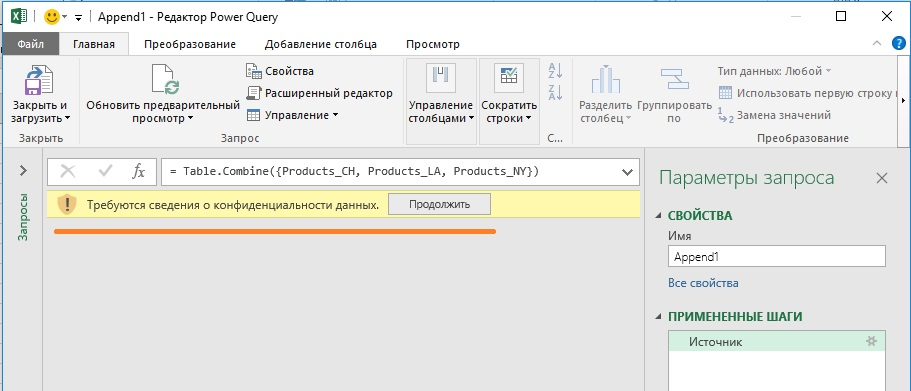 Append1 - Редактор Power Query
Файл
Главная
Преобразование
Добавление столбца
Просмотр
Закрыть и
загрузить
Закрыть
Обновить предварительный
просмотр
Свойства
Расширенный редактор
Управление
Запрос
Управление
столбцами
Сократить
строки
С...
Разделить
столбец
Группировать
по
Тип данных: Любой
Использовать первую строку
Замена значений
Преобразование
Запросы
fx
= Table.Combine({Products_CH, Products_LA, Products_NY})
Требуются сведения о конфиденциальности данных.
Продолжить
Параметры запроса
СВОЙСТВА
Имя
Append1
Все свойства
ПРИМЕНЕННЫЕ ШАГИ
Источник